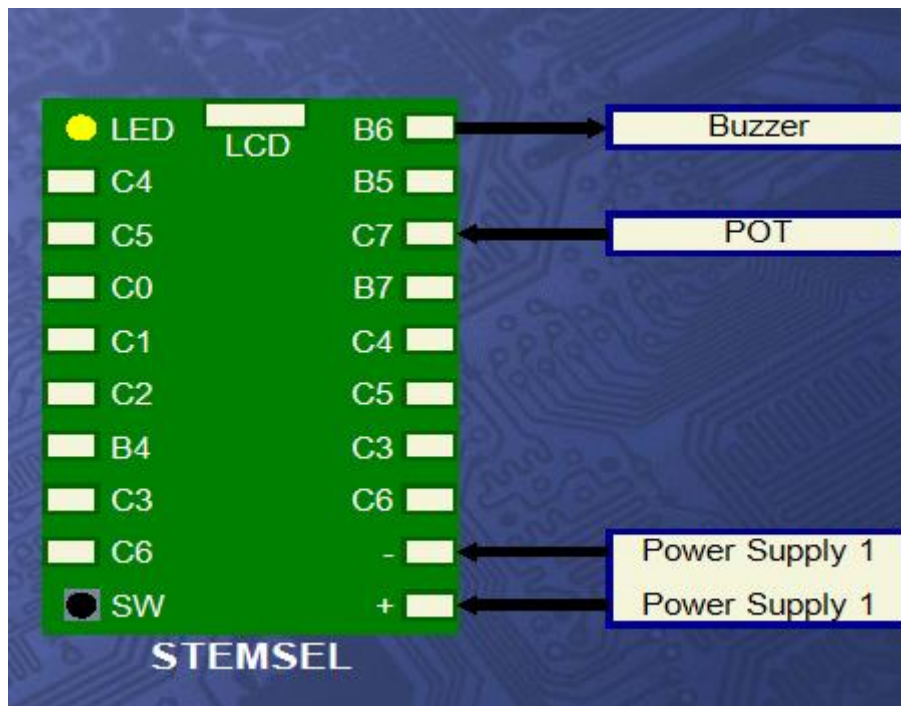 LED LCD B6 Buzzer
C4 B5
C5 C7 POT
C0 B7
C1 C4
C2 C5
B4 C3
C3 C6
C6 - Power Supply 1
SW + Power Supply 1
STEMSEL